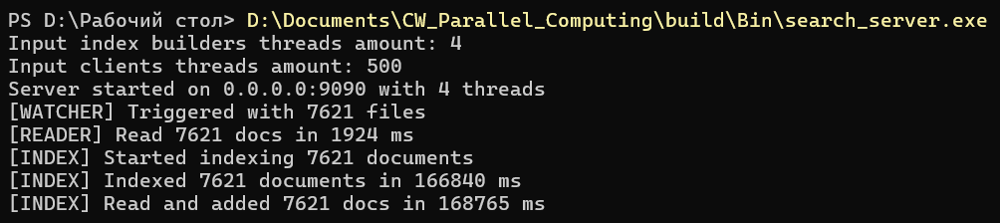 PS D:\Рабочий стол> D:\Documents\CW_Parallel_Computing\build\Bin\search_server.exe
Input index builders threads amount: 4
Input clients threads amount: 500
Server started on 0.0.0.0:9090 with 4 threads
[WATCHER] Triggered with 7621 files
[READER] Read 7621 docs in 1924 ms
[INDEX] Started indexing 7621 documents
[INDEX] Indexed 7621 documents in 166840 ms
[INDEX] Read and added 7621 docs in 168765 ms